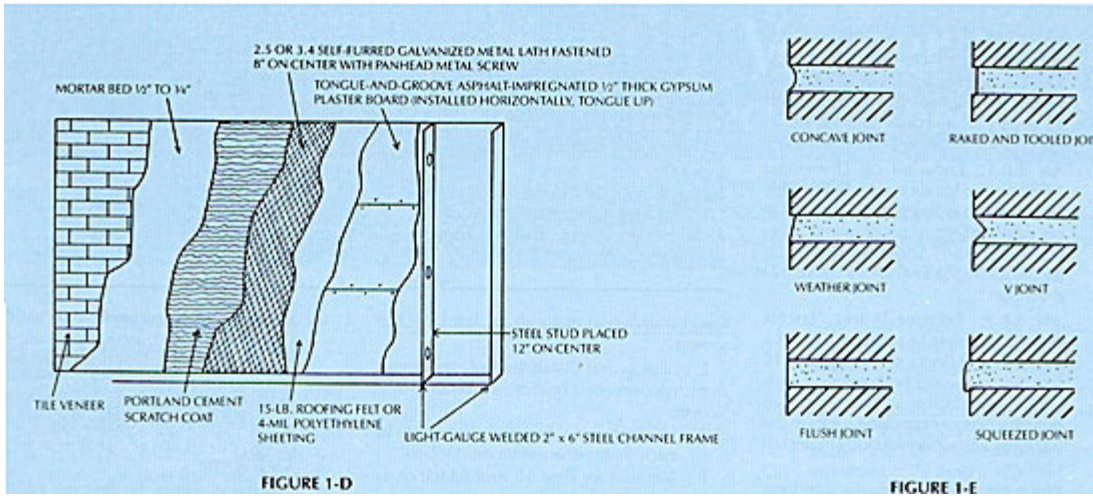 2.5 OR 3.4 SELF-FURRED GALVANIZED METAL LATH FASTENED
8" ON CENTER WITH PANHEAD METAL SCREW
MORTAR BED ½" TO ¾"
TONGUE-AND-GROOVE ASPHALT-IMPREGNATED ½" THICK GYPSUM
PLASTER BOARD (INSTALLED HORIZONTALLY, TONGUE UP)
STEEL STUD PLACED
12" ON CENTER
TILE VENEER
PORTLAND CEMENT
SCRATCH COAT
15-LB. ROOFING FELT OR
4-MIL POLYETHYLENE
SHEETING
LIGHT-GAUGE WELDED 2" x 6" STEEL CHANNEL FRAME
FIGURE 1-D
CONCAVE JOINT
RAKED AND TOOLED JOI
WEATHER JOINT
V JOINT
FLUSH JOINT
SQUEEZED JOINT
FIGURE 1-E